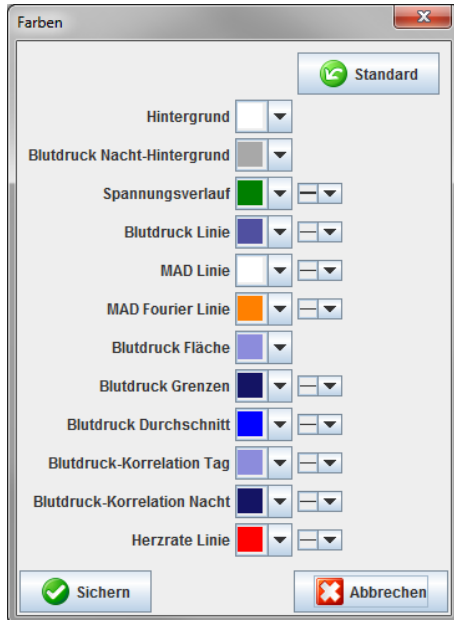 Farben
Standard
Hintergrund
Blutdruck Nacht-Hintergrund
Spannungsverlauf
Blutdruck Linie
MAD Linie
MAD Fourier Linie
Blutdruck Fläche
Blutdruck Grenzen
Blutdruck Durchschnitt
Blutdruck-Korrelation Tag
Blutdruck-Korrelation Nacht
Herzrate Linie
Sichern
Abbrechen